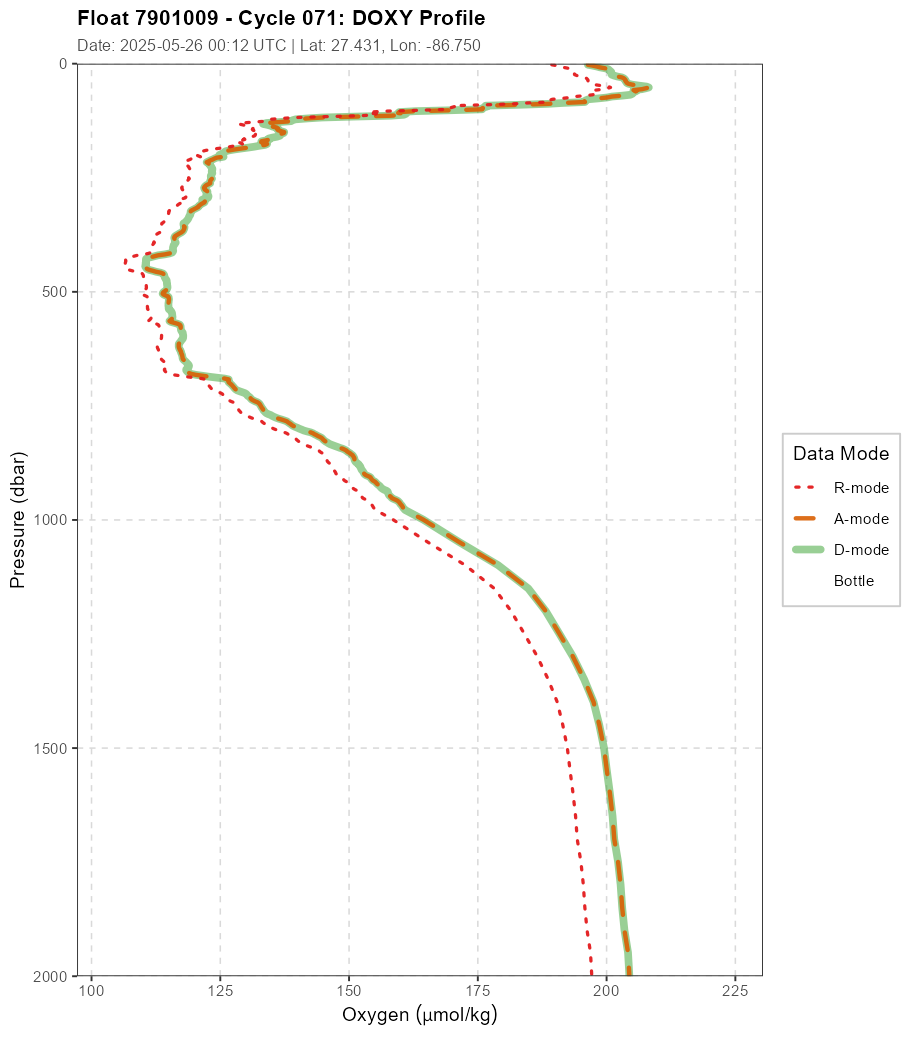 Float 7901009 - Cycle 071: DOXY Profile
Date: 2025-05-26 00:12 UTC | Lat: 27.431, Lon: -86.750
0
500
1000
1500
2000
Pressure (dbar)
100 125 150 175 200 225
Oxygen (µmol/kg)
Data Mode
R-mode
A-mode
D-mode
Bottle